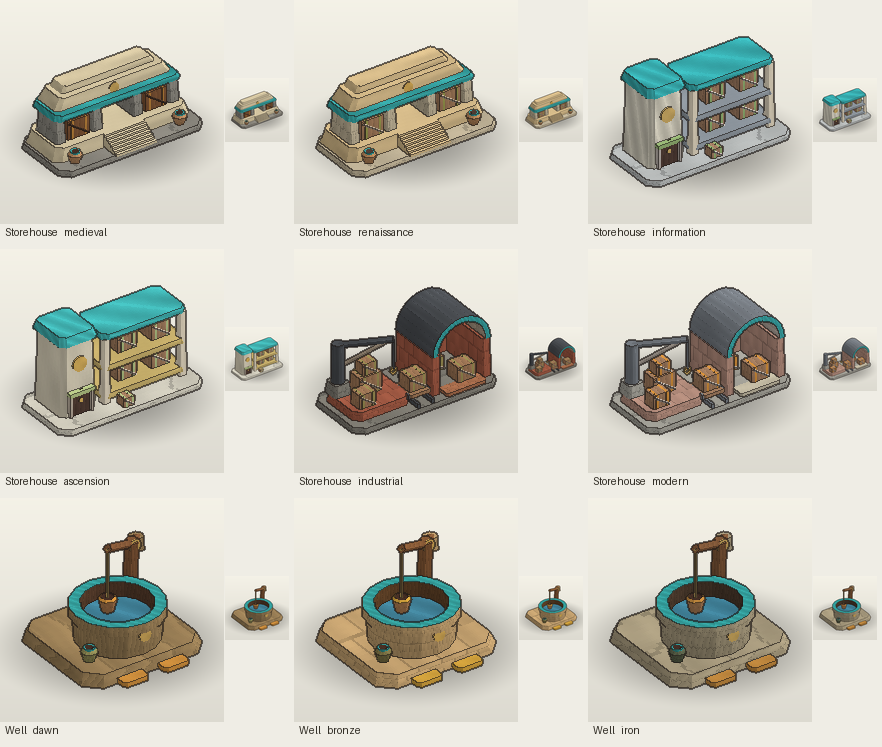 Storehouse medieval
Storehouse renaissance
Storehouse information
Storehouse ascension
Storehouse industrial
Storehouse modern
Well dawn
Well bronze
Well iron